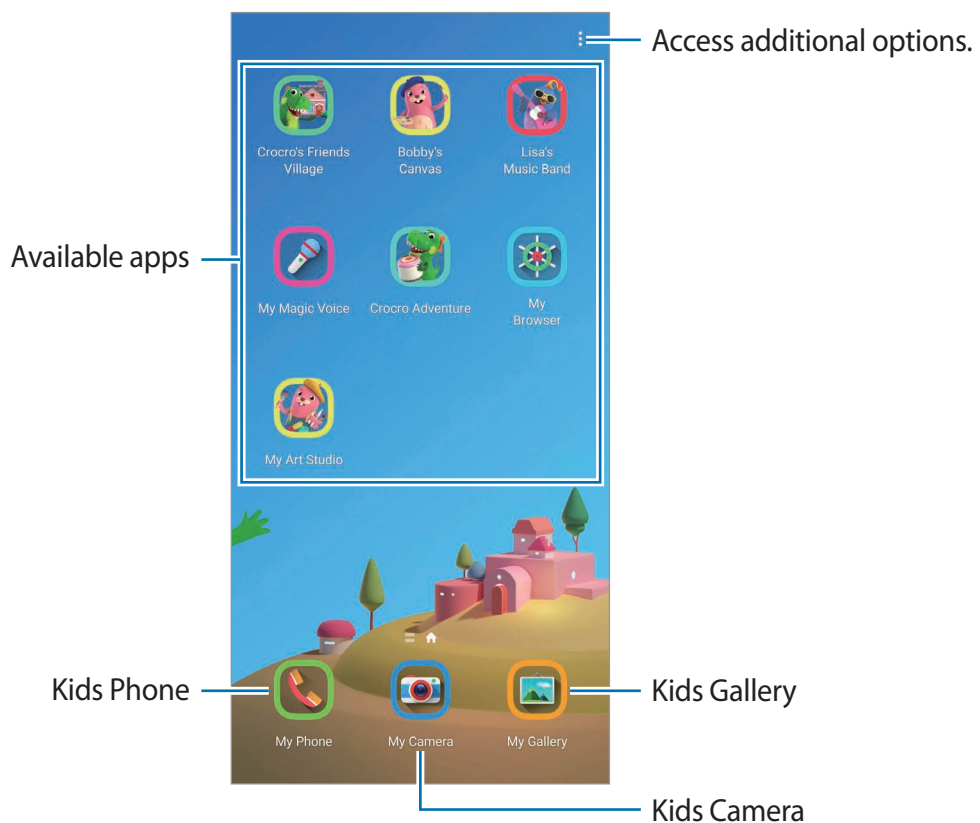 Access additional options.
Crocro's Friends
Village
Bobby's
Canvas
Lisa's
Music Band
Available apps
My Magic Voice
Crocro Adventure
My
Browser
My Art Studio
Kids Phone
Kids Gallery
My Phone
My Camera
My Gallery
Kids Camera